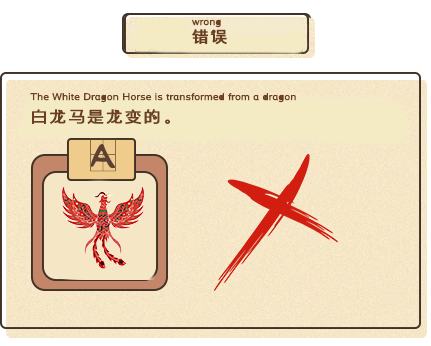 wrong
错误
The White Dragon Horse is transformed from a dragon
白龙马是龙变的。
A